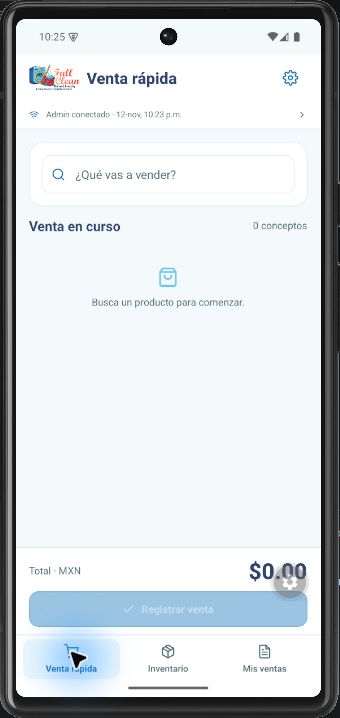 10:25
Full
Clean
Venta rápida
Admin conectado · 12-nov, 10:23 p.m.
¿Qué vas a vender?
Venta en curso
0 conceptos
Busca un producto para comenzar.
Total · MXN
$0.00
Registrar venta
Venta rápida
Inventario
Mis ventas